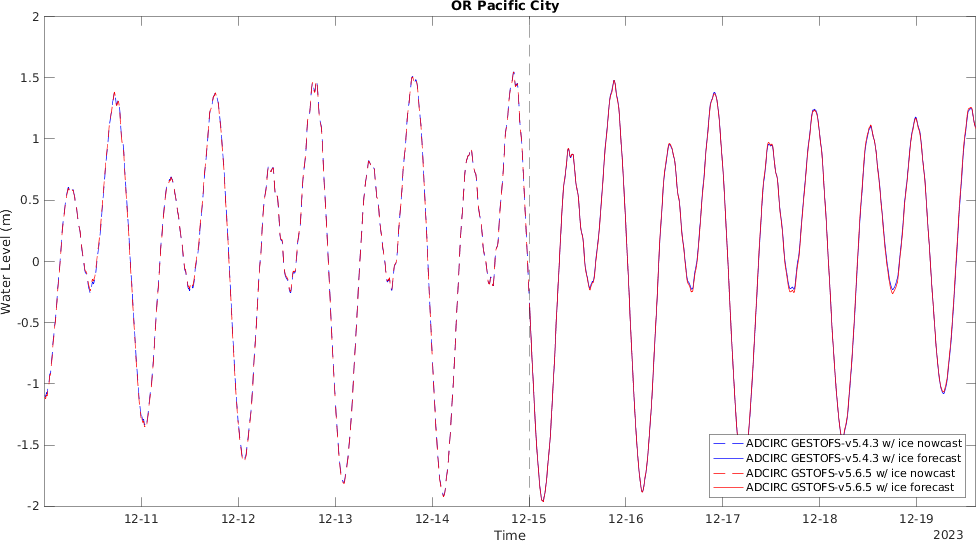 OR Pacific City
2
1.5
1
0.5
0
-0.5
-1
-1.5
-2
Water Level (m)
12-11
12-12
12-13
12-14
12-15
12-16
12-17
12-18
12-19
Time
2023
ADCIRC GESTOFS-v5.4.3 w/ ice nowcast
ADCIRC GESTOFS-v5.4.3 w/ ice forecast
ADCIRC GSTOFS-v5.6.5 w/ ice nowcast
ADCIRC GSTOFS-v5.6.5 w/ ice forecast